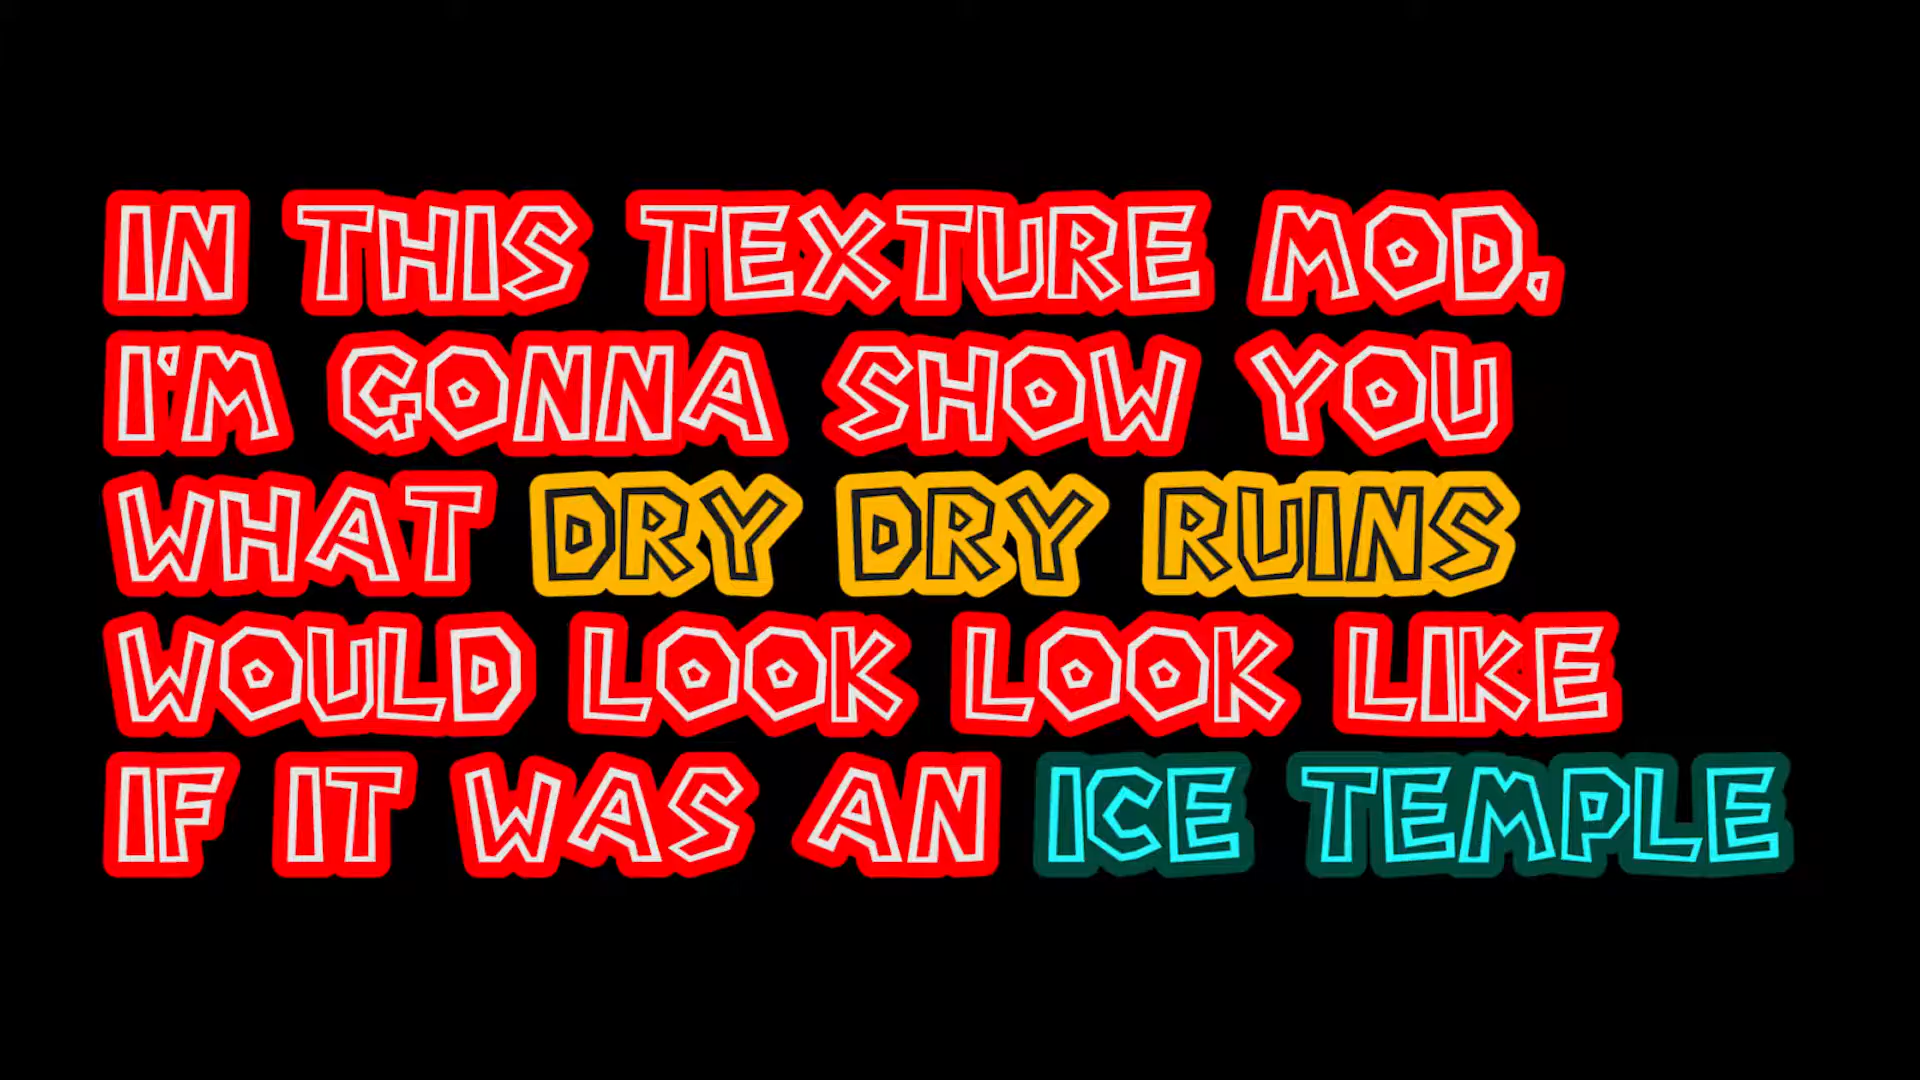 IN THIS TEXTURE MOD,
I'M GONNA SHOW YOU
WHAT DRY DRY RUINS
WOULD LOOK LOOK LIKE
IF IT WAS AN ICE TEMPLE